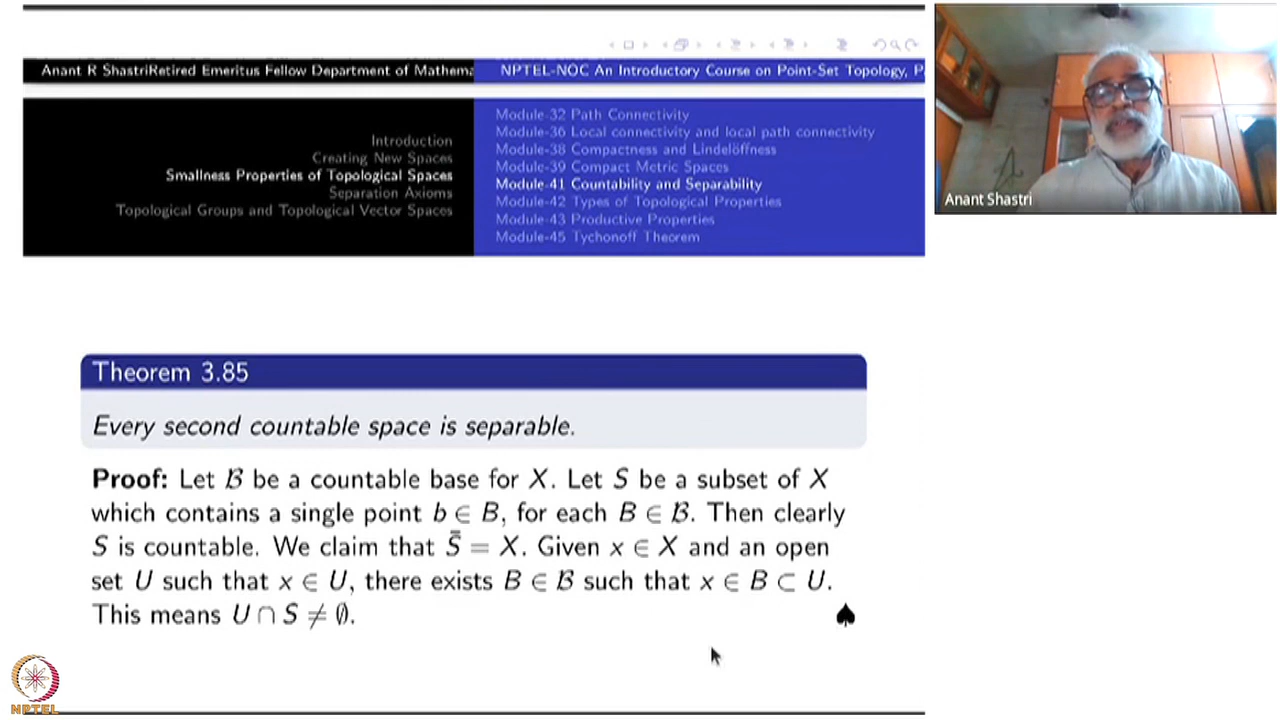 Anant R ShastriRetired Emeritus Fellow Department of Mathema
NPTEL-NOC An Introductory Course on Point-Set Topology, P
Introduction
Creating New Spaces
Smallness Properties of Topological Spaces
Separation Axioms
Topological Groups and Topological Vector Spaces
Module-32 Path Connectivity
Module-36 Local connectivity and local path connectivity
Module-38 Compactness and Lindelöffness
Module-39 Compact Metric Spaces
Module-41 Countability and Separability
Module-42 Types of Topological Properties
Module-43 Productive Properties
Module-45 Tychonoff Theorem
Anant Shastri
Theorem 3.85
Every second countable space is separable.
Proof: Let ℬ be a countable base for X. Let S be a subset of X
which contains a single point b ∈ B, for each B ∈ ℬ. Then clearly
S is countable. We claim that S̿ = X. Given x ∈ X and an open
set U such that x ∈ U, there exists B ∈ ℬ such that x ∈ B ⊂ U.
This means U ∩ S ≠ ∅. ♠
NPTEL